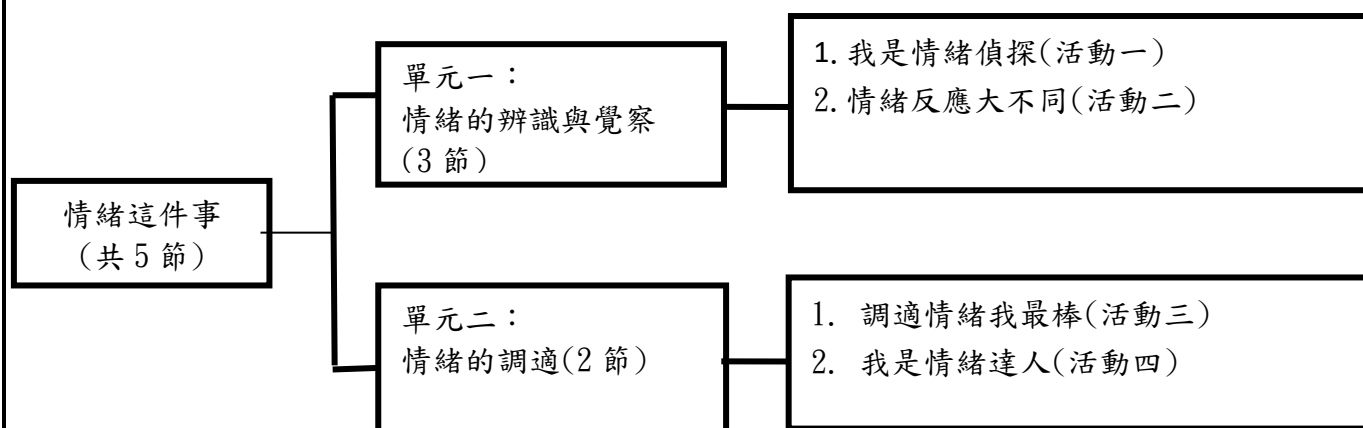 情緒這件事
(共5節)
單元一：
情緒的辨識與覺察
(3節)
1.我是情緒偵探(活動一)
2.情緒反應大不同(活動二)
單元二：
情緒的調適(2節)
1. 調適情緒我最棒(活動三)
2. 我是情緒達人(活動四)